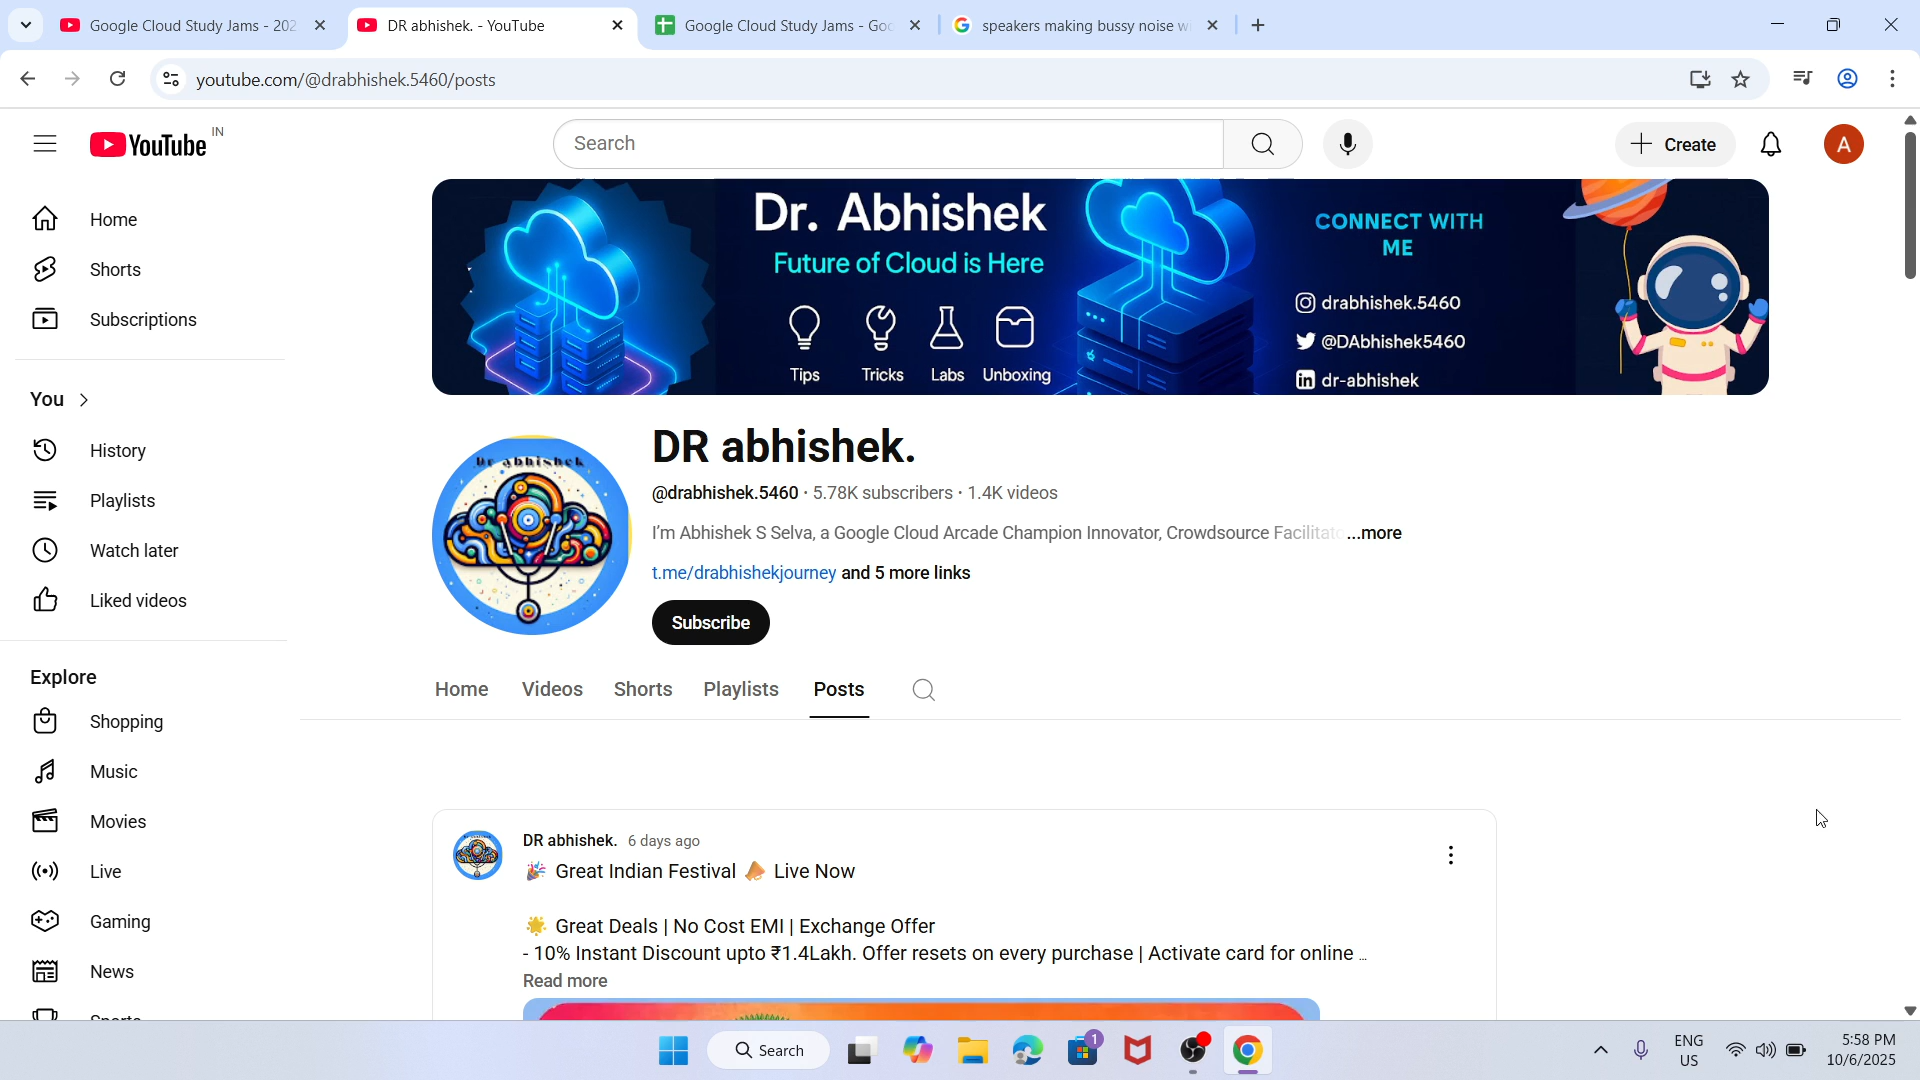 Google Cloud Study Jams - 202
DR abhishek. - YouTube
Google Cloud Study Jams - Goo
speakers making bussy noise w
youtube.com/@drabhishek.5460/posts
YouTube
IN
Search
Create
A
Home
Shorts
Subscriptions
You
History
Playlists
Watch later
Liked videos
Explore
Shopping
Music
Movies
Live
Gaming
News
Sports
Dr. Abhishek
Future of Cloud is Here
Tips
Tricks
Labs
Unboxing
CONNECT WITH
ME
drabhishek.5460
@DAbhishek5460
dr-abhishek
Dr abhishek
DR abhishek.
@drabhishek.5460 · 5.78K subscribers · 1.4K videos
I'm Abhishek S Selva, a Google Cloud Arcade Champion Innovator, Crowdsource Facilitato ...more
t.me/drabhishekjourney and 5 more links
Subscribe
Home
Videos
Shorts
Playlists
Posts
DR abhishek. 6 days ago
🎉 Great Indian Festival 📣 Live Now
🌟 Great Deals | No Cost EMI | Exchange Offer
- 10% Instant Discount upto ₹1.4Lakh. Offer resets on every purchase | Activate card for online ...
Read more
Search
1
ENG
US
5:58 PM
10/6/2025